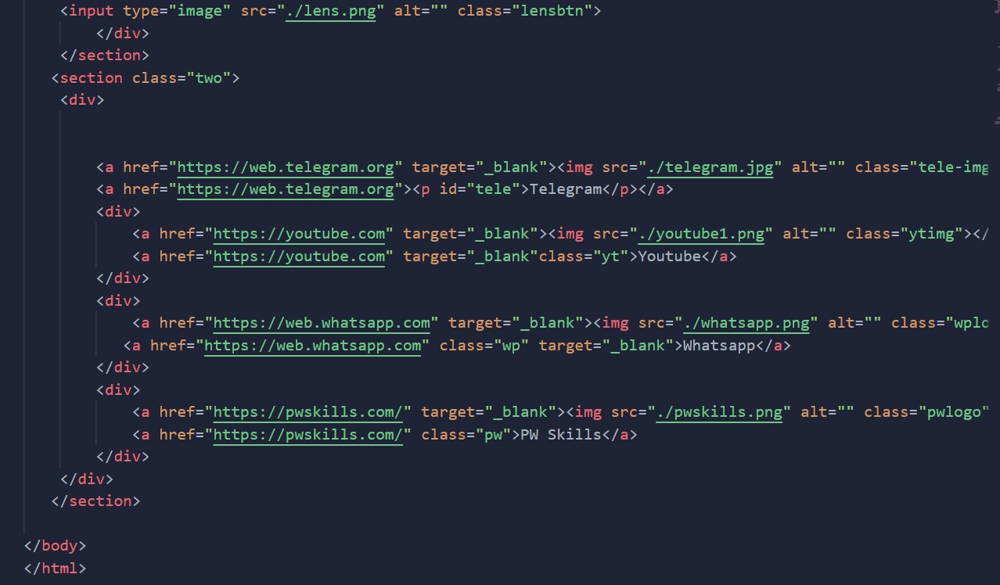 <input type="image" src="./lens.png" alt="" class="lensbtn">
</div>
</section>
<section class="two">
<div>
<a href="https://web.telegram.org" target="_blank"><img src="./telegram.jpg" alt="" class="tele-img
<a href="https://web.telegram.org"><p id="tele">Telegram</p></a>
<div>
<a href="https://youtube.com" target="_blank"><img src="./youtube1.png" alt="" class="ytimg"></
<a href="https://youtube.com" target="_blank"class="yt">Youtube</a>
</div>
<div>
<a href="https://web.whatsapp.com" target="_blank"><img src="./whatsapp.png" alt="" class="wplo
<a href="https://web.whatsapp.com" class="wp" target="_blank">Whatsapp</a>
</div>
<div>
<a href="https://pwskills.com/" target="_blank"><img src="./pwskills.png" alt="" class="pwlogo"
<a href="https://pwskills.com/" class="pw">PW Skills</a>
</div>
</div>
</section>
</body>
</html>